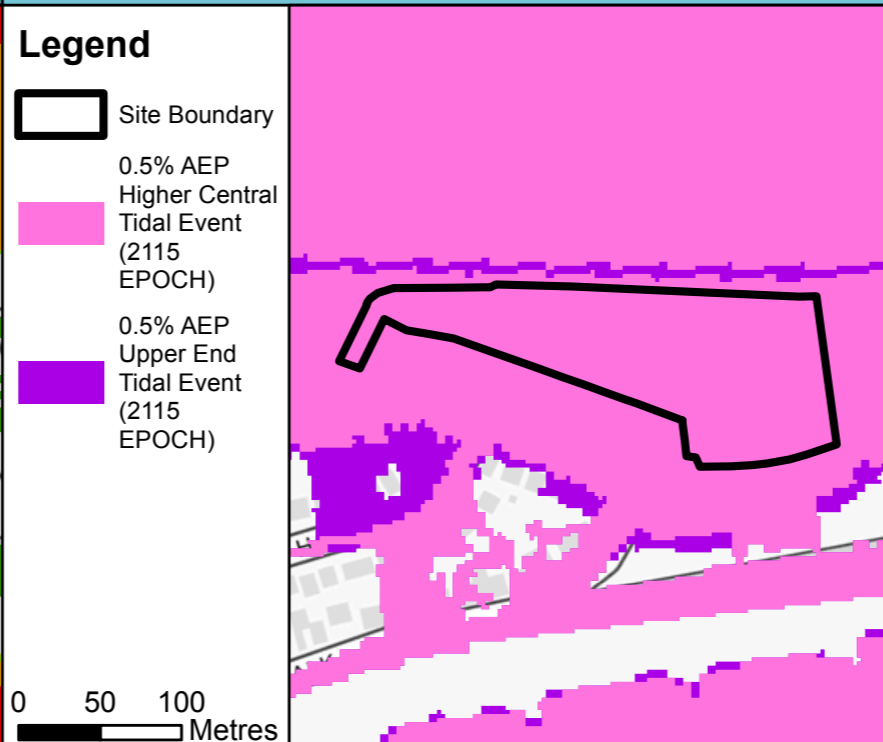 Legend
Site Boundary
0.5% AEP
Higher Central
Tidal Event
(2115
EPOCH)
0.5% AEP
Upper End
Tidal Event
(2115
EPOCH)
0 50 100
Metres